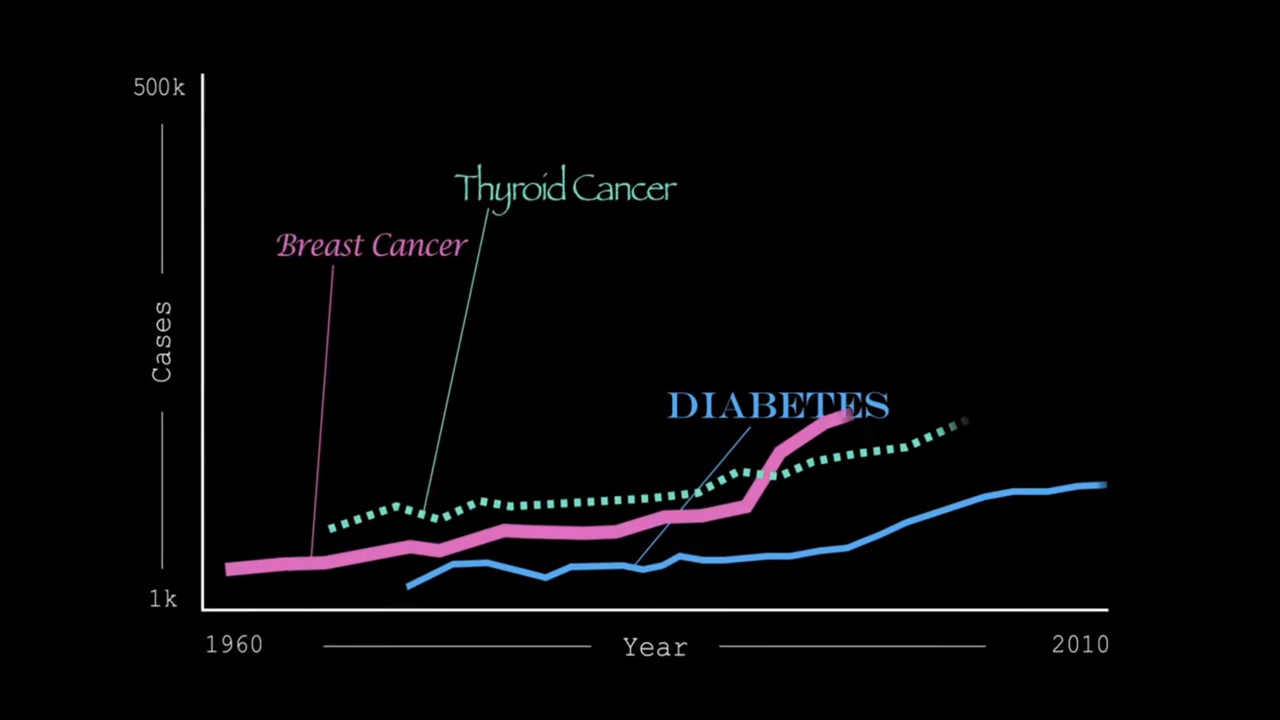 500k
Thyroid Cancer
Breast Cancer
Cases
DIABETES
1k
1960
Year
2010